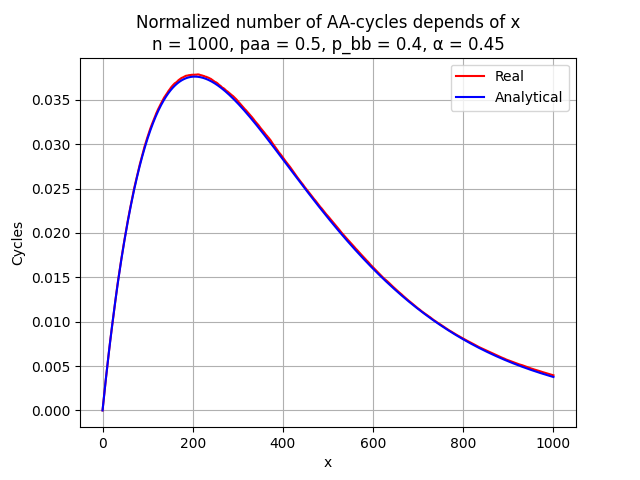 Normalized number of AA-cycles depends of x
n = 1000, paa = 0.5, p_bb = 0.4, α = 0.45
Real
Analytical
Cycles
0.035
0.030
0.025
0.020
0.015
0.010
0.005
0.000
0 200 400 600 800 1000
x